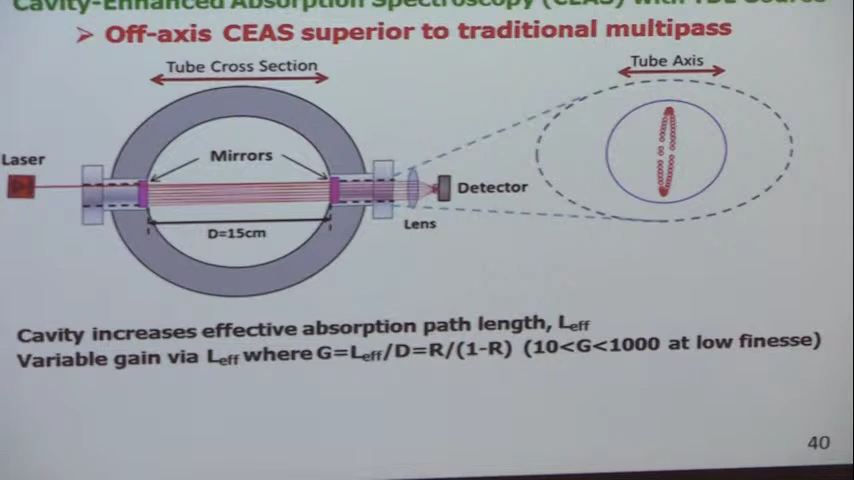 Cavity-Enhanced Absorption Spectroscopy (CEAS) with TDL Source
➢ Off-axis CEAS superior to traditional multipass
Tube Cross Section
Tube Axis
Laser
Mirrors
Detector
Lens
D=15cm
Cavity increases effective absorption path length, Leff
Variable gain via Leff where G=Leff/D=R/(1-R) (10<G<1000 at low finesse)
40